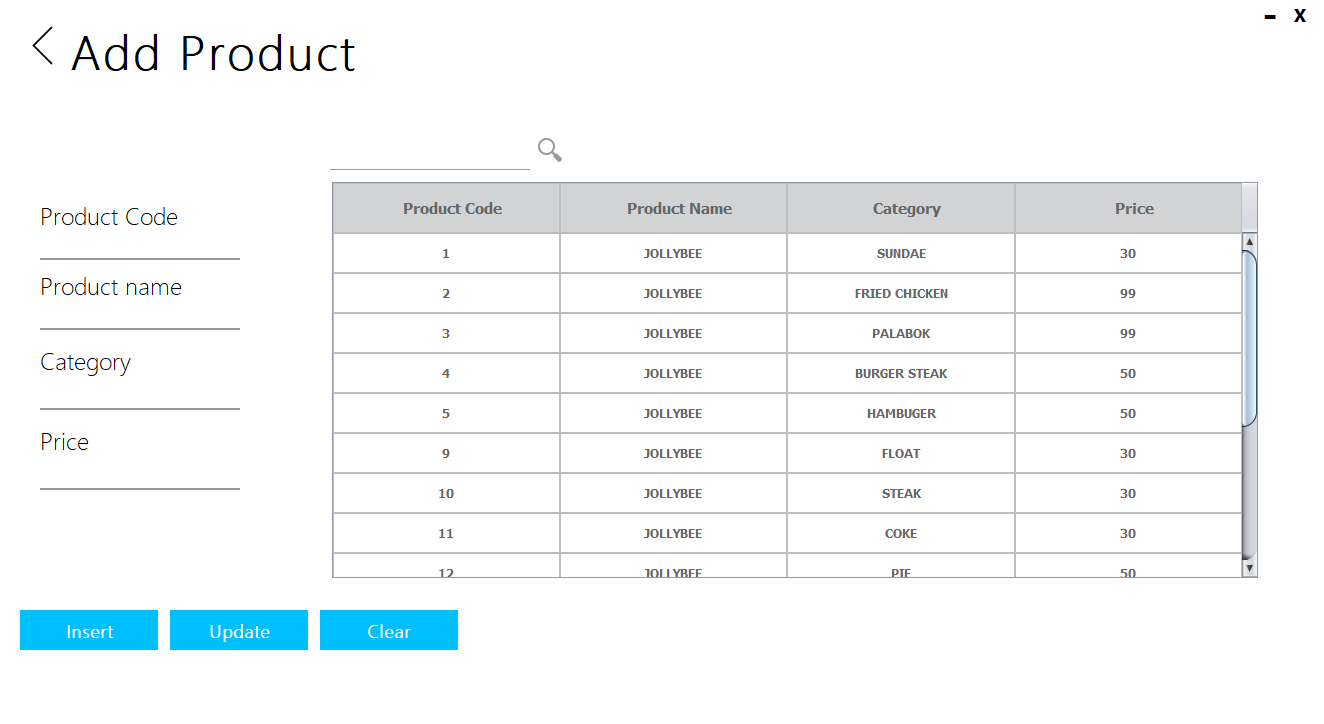 - X
Add Product
Product Code
Product name
Category
Price
Product Code Product Name Category Price
1 JOLLYBEE SUNDAE 30
2 JOLLYBEE FRIED CHICKEN 99
3 JOLLYBEE PALABOK 99
4 JOLLYBEE BURGER STEAK 50
5 JOLLYBEE HAMBUGER 50
9 JOLLYBEE FLOAT 30
10 JOLLYBEE STEAK 30
11 JOLLYBEE COKE 30
12 JOLLYBEE PIE 50
Insert Update Clear